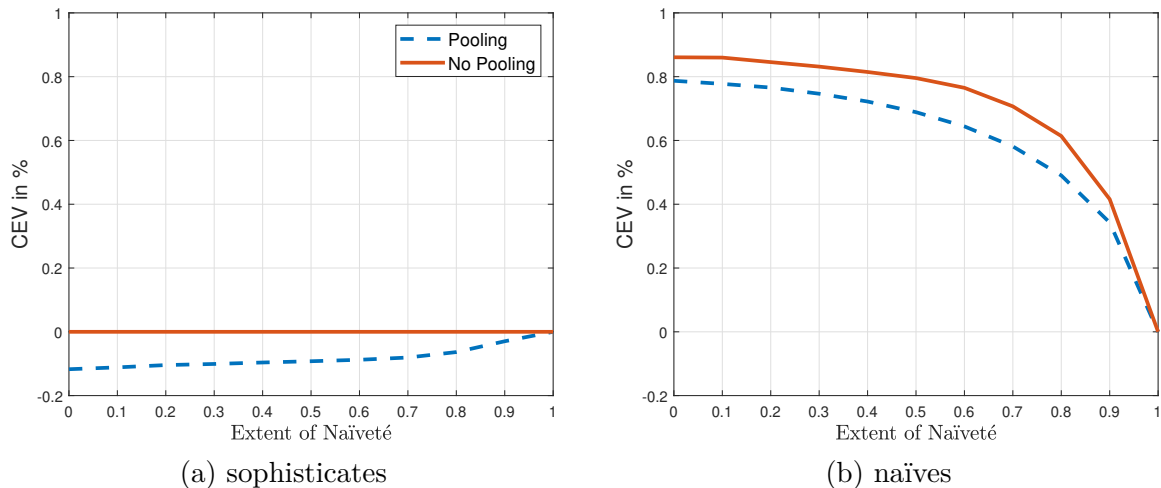 1
0.8
0.6
0.4
0.2
0
-0.2
CEV in %
Pooling
No Pooling
0 0.1 0.2 0.3 0.4 0.5 0.6 0.7 0.8 0.9 1
Extent of Naïveté
(a) sophisticates
1
0.8
0.6
0.4
0.2
0
-0.2
CEV in %
0 0.1 0.2 0.3 0.4 0.5 0.6 0.7 0.8 0.9 1
Extent of Naïveté
(b) naïves